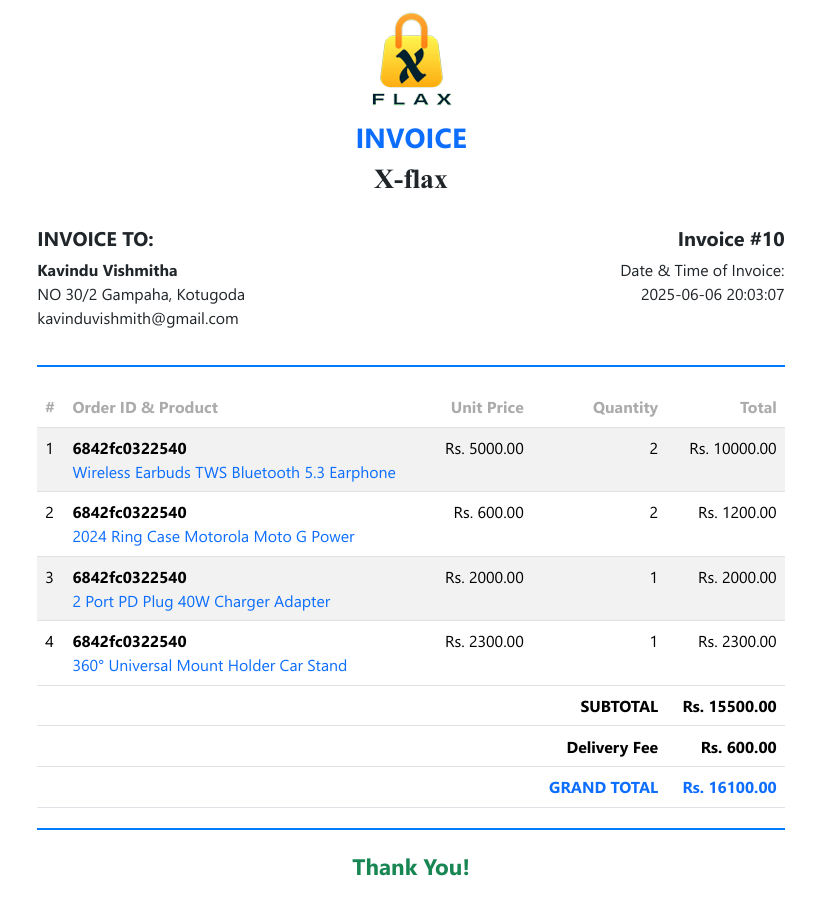 X
FLAX
INVOICE
X-flax
INVOICE TO:
Invoice #10
Kavindu Vishmitha
Date & Time of Invoice:
NO 30/2 Gampaha, Kotugoda
2025-06-06 20:03:07
kavinduvishmith@gmail.com
# Order ID & Product Unit Price Quantity Total
1 6842fc0322540 Rs. 5000.00 2 Rs. 10000.00
Wireless Earbuds TWS Bluetooth 5.3 Earphone
2 6842fc0322540 Rs. 600.00 2 Rs. 1200.00
2024 Ring Case Motorola Moto G Power
3 6842fc0322540 Rs. 2000.00 1 Rs. 2000.00
2 Port PD Plug 40W Charger Adapter
4 6842fc0322540 Rs. 2300.00 1 Rs. 2300.00
360° Universal Mount Holder Car Stand
SUBTOTAL Rs. 15500.00
Delivery Fee Rs. 600.00
GRAND TOTAL Rs. 16100.00
Thank You!